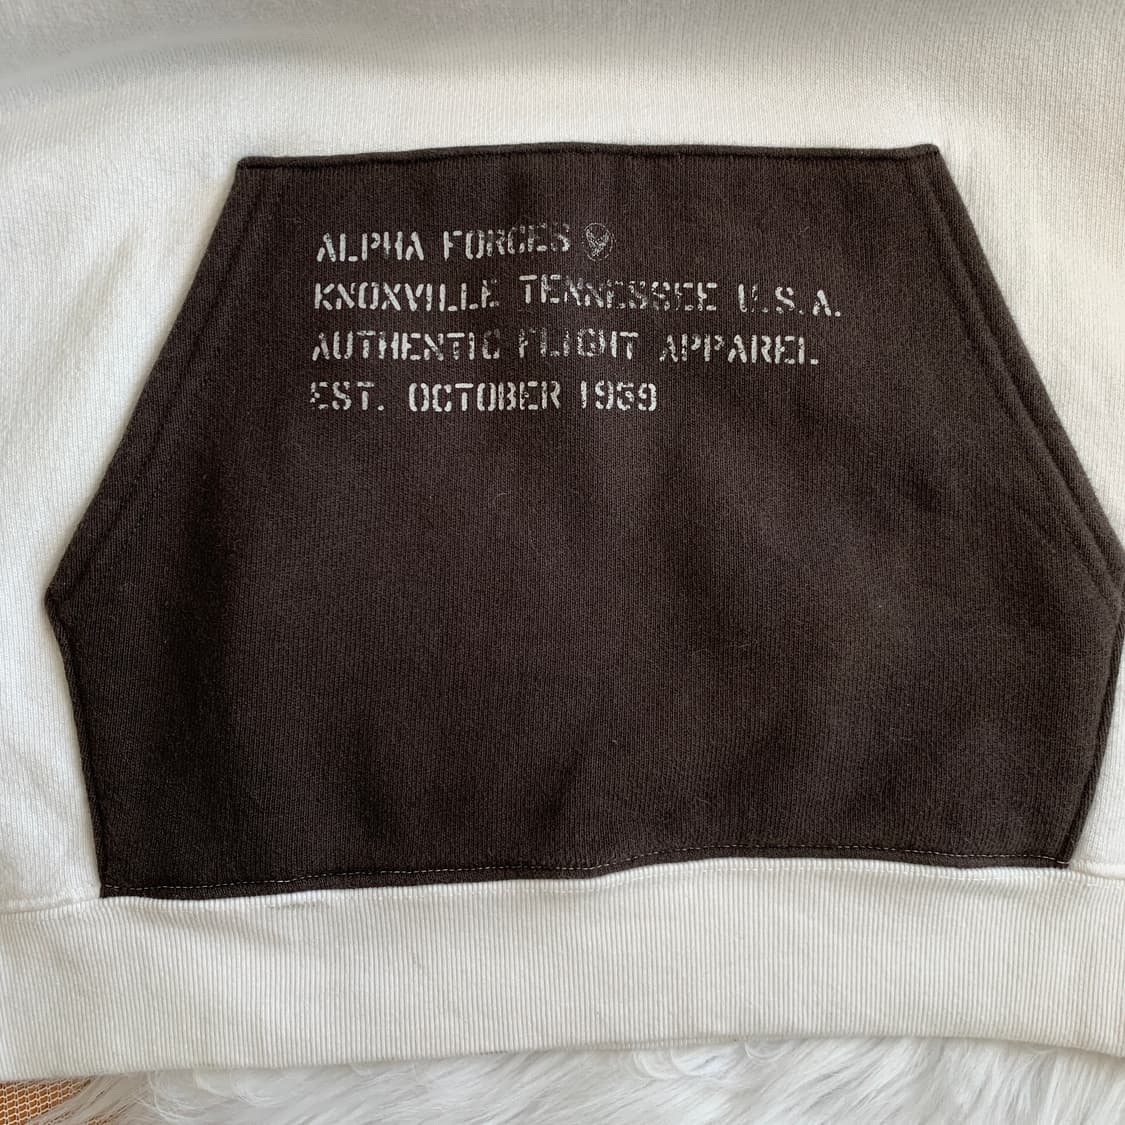 ALPHA FORCES
KNOXVILLE TENNESSEE U.S.A.
AUTHENTIC FLIGHT APPAREL
EST. OCTOBER 1959